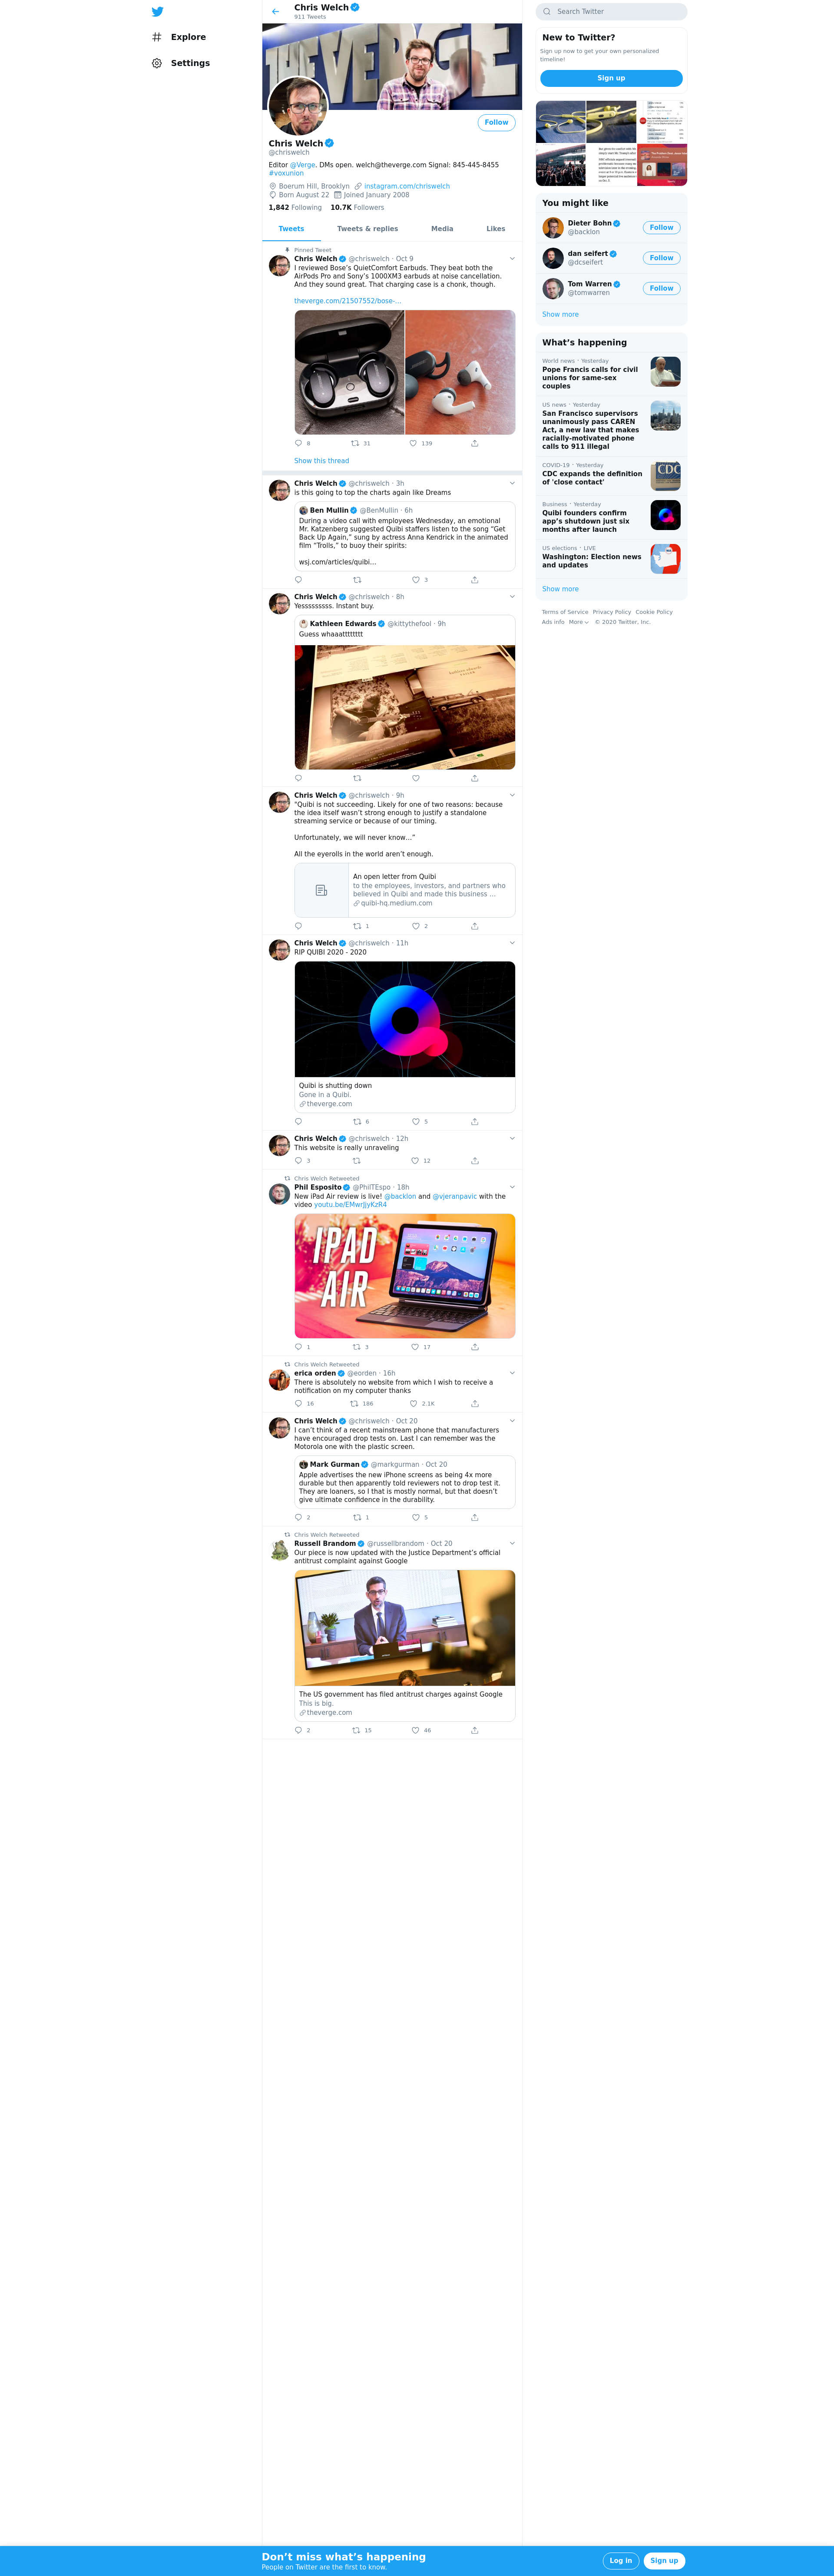 Explore
Settings
Chris Welch
911 Tweets
THE VERGE
Follow
Chris Welch
@chriswelch
Editor @Verge. DMs open. welch@theverge.com Signal: 845-445-8455
#voxunion
Boerum Hill, Brooklyn instagram.com/chriswelch
Born August 22 Joined January 2008
1,842 Following 10.7K Followers
Tweets Tweets & replies Media Likes
Pinned Tweet
Chris Welch @chriswelch · Oct 9
I reviewed Bose’s QuietComfort Earbuds. They beat both the
AirPods Pro and Sony’s 1000XM3 earbuds at noise cancellation.
And they sound great. That charging case is a chonk, though.
theverge.com/21507552/bose-…
8 31 139
Show this thread
Chris Welch @chriswelch · 3h
is this going to top the charts again like Dreams
Ben Mullin @BenMullin · 6h
During a video call with employees Wednesday, an emotional
Mr. Katzenberg suggested Quibi staffers listen to the song “Get
Back Up Again,” sung by actress Anna Kendrick in the animated
film “Trolls,” to buoy their spirits:
wsj.com/articles/quibi…
3
Chris Welch @chriswelch · 8h
Yesssssssss. Instant buy.
Kathleen Edwards @kittythefool · 9h
Guess whaaatttttttt
Chris Welch @chriswelch · 9h
“Quibi is not succeeding. Likely for one of two reasons: because
the idea itself wasn’t strong enough to justify a standalone
streaming service or because of our timing.
Unfortunately, we will never know…”
All the eyerolls in the world aren’t enough.
An open letter from Quibi
to the employees, investors, and partners who
believed in Quibi and made this business …
quibi-hq.medium.com
1 2
Chris Welch @chriswelch · 11h
RIP QUIBI 2020 - 2020
Quibi is shutting down
Gone in a Quibi.
theverge.com
6 5
Chris Welch @chriswelch · 12h
This website is really unraveling
3 12
Chris Welch Retweeted
Phil Esposito @PhilTEspo · 18h
New iPad Air review is live! @backlon and @vjeranpavic with the
video youtu.be/EMwrJjyKzR4
IPAD
AIR
1 3 17
Chris Welch Retweeted
erica orden @eorden · 16h
There is absolutely no website from which I wish to receive a
notification on my computer thanks
16 186 2.1K
Chris Welch @chriswelch · Oct 20
I can’t think of a recent mainstream phone that manufacturers
have encouraged drop tests on. Last I can remember was the
Motorola one with the plastic screen.
Mark Gurman @markgurman · Oct 20
Apple advertises the new iPhone screens as being 4x more
durable but then apparently told reviewers not to drop test it.
They are loaners, so I that is mostly normal, but that doesn’t
give ultimate confidence in the durability.
2 1 5
Chris Welch Retweeted
Russell Brandom @russellbrandom · Oct 20
Our piece is now updated with the Justice Department’s official
antitrust complaint against Google
The US government has filed antitrust charges against Google
This is big.
theverge.com
2 15 46
Search Twitter
New to Twitter?
Sign up now to get your own personalized
timeline!
Sign up
You might like
Dieter Bohn
@backlon
Follow
dan seifert
@dcseifert
Follow
Tom Warren
@tomwarren
Follow
Show more
What’s happening
World news · Yesterday
Pope Francis calls for civil
unions for same-sex
couples
US news · Yesterday
San Francisco supervisors
unanimously pass CAREN
Act, a new law that makes
racially-motivated phone
calls to 911 illegal
COVID-19 · Yesterday
CDC expands the definition
of 'close contact'
CDC
Business · Yesterday
Quibi founders confirm
app’s shutdown just six
months after launch
US elections · LIVE
Washington: Election news
and updates
Show more
Terms of Service Privacy Policy Cookie Policy
Ads info More © 2020 Twitter, Inc.
Don’t miss what’s happening
People on Twitter are the first to know.
Log in
Sign up